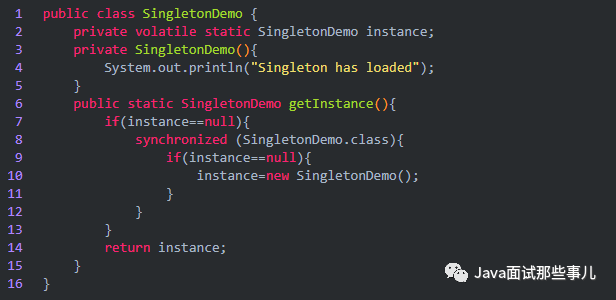 1 public class SingletonDemo {
2     private volatile static SingletonDemo instance;
3     private SingletonDemo(){
4         System.out.println("Singleton has loaded");
5     }
6     public static SingletonDemo getInstance(){
7         if(instance==null){
8             synchronized (SingletonDemo.class){
9                 if(instance==null){
10                     instance=new SingletonDemo();
11                 }
12             }
13         }
14         return instance;
15     }
16 }
Java面试那些事儿